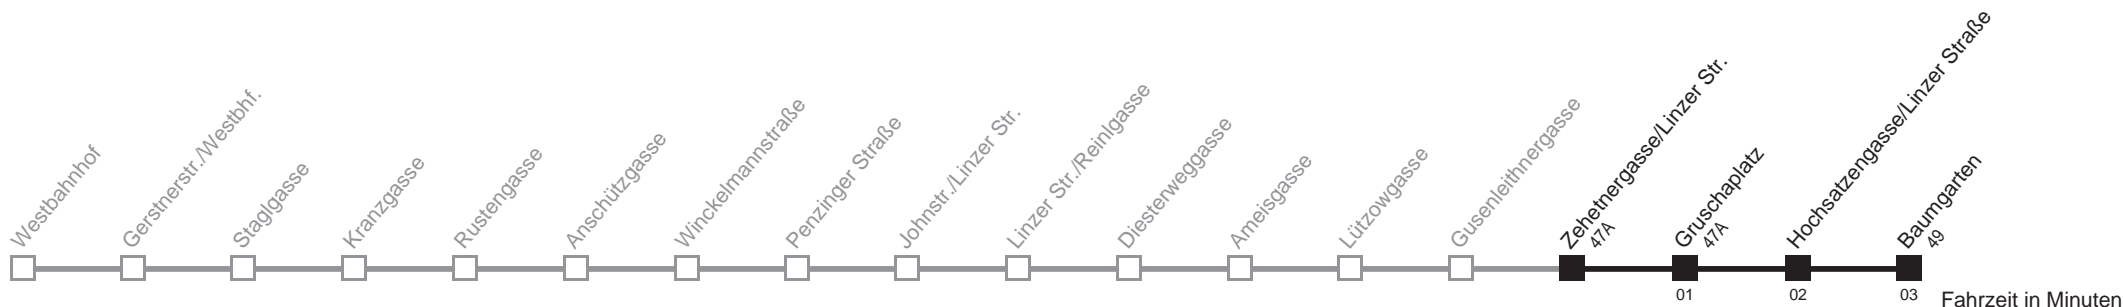 Westbahnhof
Gerstnerstr./Westbhf.
Staglgasse
Kranzgasse
Rustengasse
Anschützgasse
Winckelmannstraße
Penzinger Straße
Johnstr./Linzer Str.
Linzer Str./Reinlgasse
Diesterweggasse
Ameisgasse
Lützowgasse
Gusenleithnergasse
Zehetnergasse/Linzer Str.
47A
Gruschaplatz
47A
Hochsatzengasse/Linzer Straße
Baumgarten
49
01
02
03
Fahrzeit in Minuten